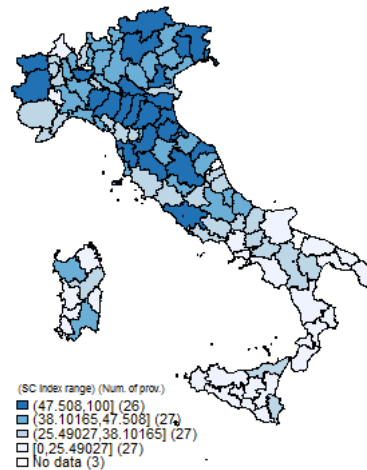 (SC Index range) (Num. of prov.)
(47.508,100] (26)
(38.10165,47.508] (27)
(25.49027,38.10165] (27)
[0,25.49027] (27)
No data (3)